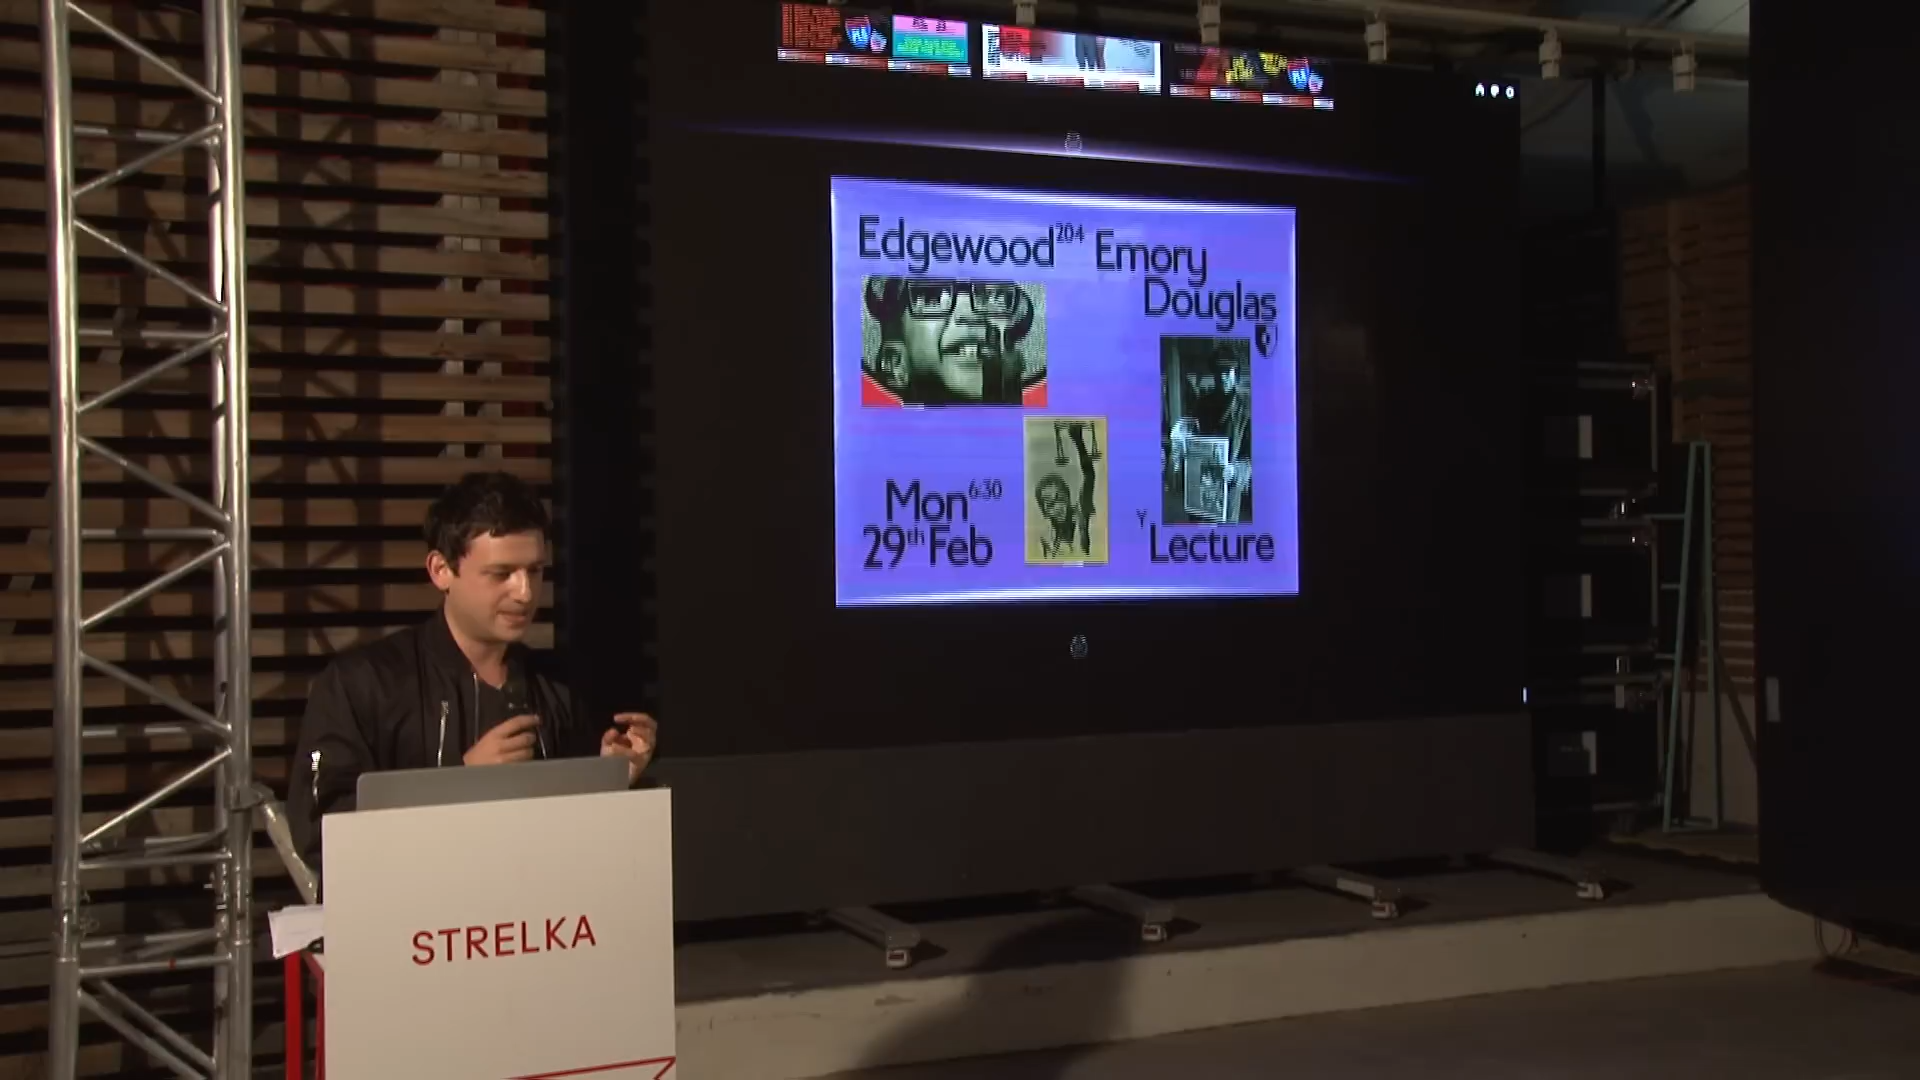 Edgewood 204 Emory
Douglas
Mon 6:30
29th Feb
Y
Lecture
STRELKA